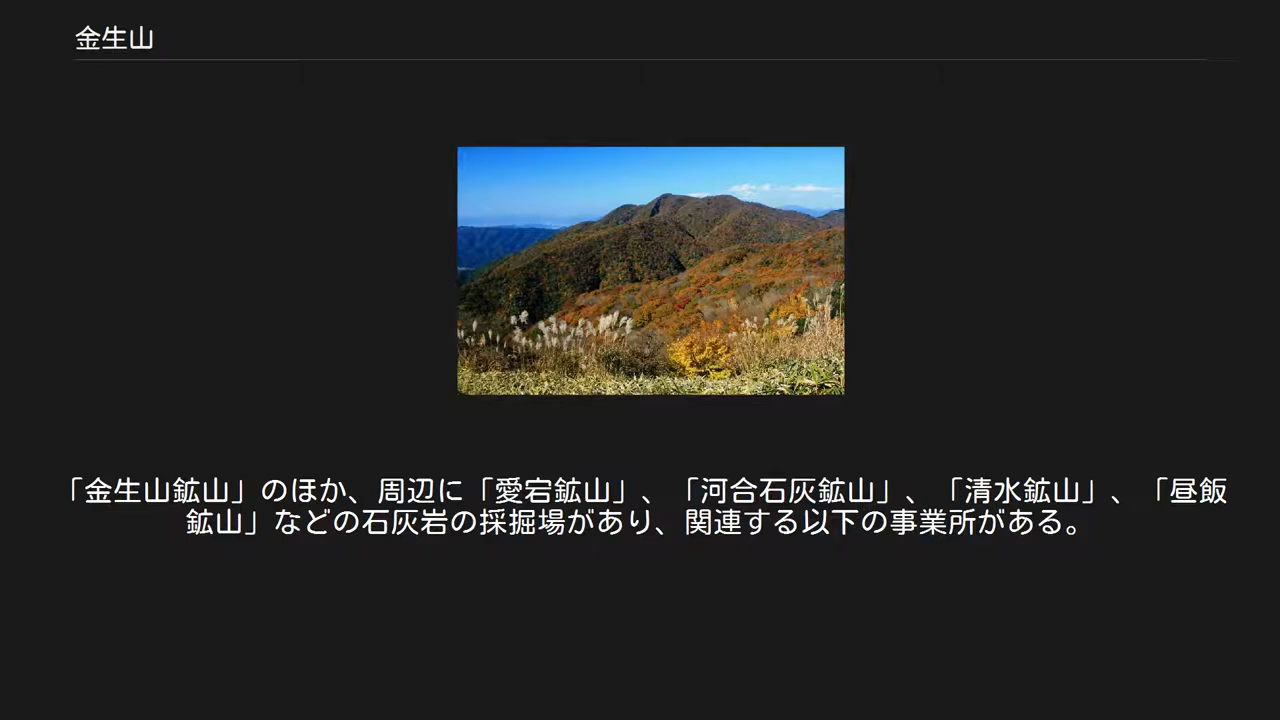 金生山
「金生山鉱山」のほか、周辺に「愛宕鉱山」、「河合石灰鉱山」、「清水鉱山」、「昼飯
鉱山」などの石灰岩の採掘場があり、関連する以下の事業所がある。